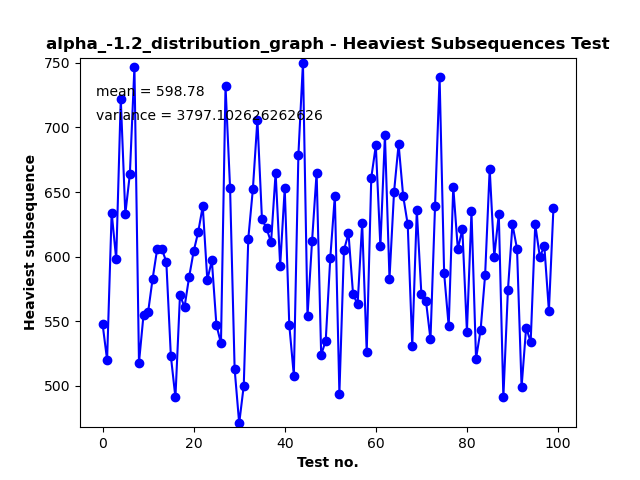 alpha_-1.2_distribution_graph - Heaviest Subsequences Test
mean = 598.78
variance = 3797.102626262626
Heaviest subsequence
750
700
650
600
550
500
0 20 40 60 80 100
Test no.